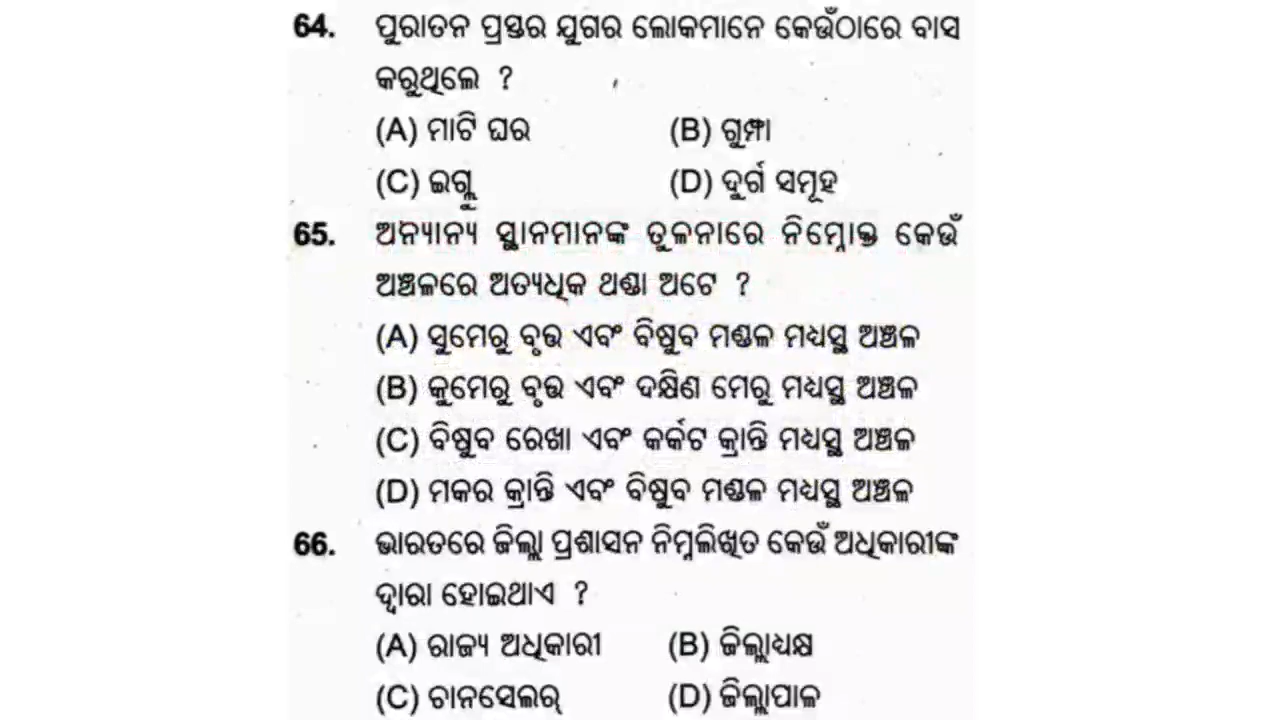 64. ପୁରାତନ ପ୍ରସ୍ତର ଯୁଗର ଲୋକମାନେ କେଉଁଠାରେ ବାସ
କରୁଥିଲେ ?
(A) ମାଟି ଘର (B) ଗୁମ୍ଫା
(C) ଇଗ୍ଲୁ (D) ଦୁର୍ଗ ସମୂହ
65. ଅନ୍ୟାନ୍ୟ ସ୍ଥାନମାନଙ୍କ ତୁଳନାରେ ନିମ୍ନୋକ୍ତ କେଉଁ
ଅଞ୍ଚଳରେ ଅତ୍ୟଧିକ ଥଣ୍ଡା ଅଟେ ?
(A) ସୁମେରୁ ବୃତ୍ତ ଏବଂ ବିଷୁବ ମଣ୍ଡଳ ମଧ୍ୟସ୍ଥ ଅଞ୍ଚଳ
(B) କୁମେରୁ ବୃତ୍ତ ଏବଂ ଦକ୍ଷିଣ ମେରୁ ମଧ୍ୟସ୍ଥ ଅଞ୍ଚଳ
(C) ବିଷୁବ ରେଖା ଏବଂ କର୍କଟ କ୍ରାନ୍ତି ମଧ୍ୟସ୍ଥ ଅଞ୍ଚଳ
(D) ମକର କ୍ରାନ୍ତି ଏବଂ ବିଷୁବ ମଣ୍ଡଳ ମଧ୍ୟସ୍ଥ ଅଞ୍ଚଳ
66. ଭାରତରେ ଜିଲ୍ଲା ପ୍ରଶାସନ ନିମ୍ନଲିଖିତ କେଉଁ ଅଧିକାରୀଙ୍କ
ଦ୍ୱାରା ହୋଇଥାଏ ?
(A) ରାଜ୍ୟ ଅଧିକାରୀ (B) ଜିଲ୍ଲାଧ୍ୟକ୍ଷ
(C) ଚାନସେଲର୍ (D) ଜିଲ୍ଲାପାଳ